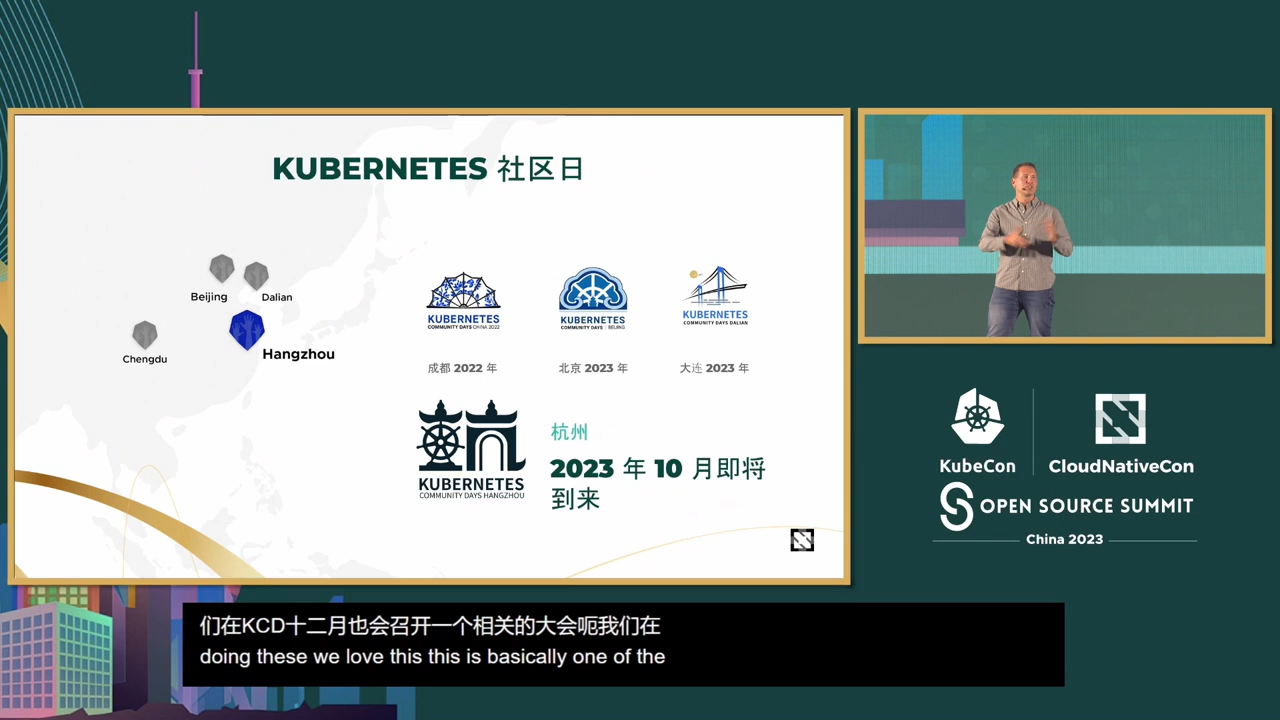 KUBERNETES 社区日
Beijing
Dalian
Chengdu
Hangzhou
KUBERNETES
COMMUNITY DAYS CHINA 2022
KUBERNETES
COMMUNITY DAYS | BEIJING
KUBERNETES
COMMUNITY DAYS DALIAN
成都 2022 年
北京 2023 年
大连 2023 年
KUBERNETES
COMMUNITY DAYS HANGZHOU
杭州
2023 年 10 月即将
到来
KubeCon
CloudNativeCon
OPEN SOURCE SUMMIT
China 2023
们在KCD十二月也会召开一个相关的大会呃我们在
doing these we love this this is basically one of the